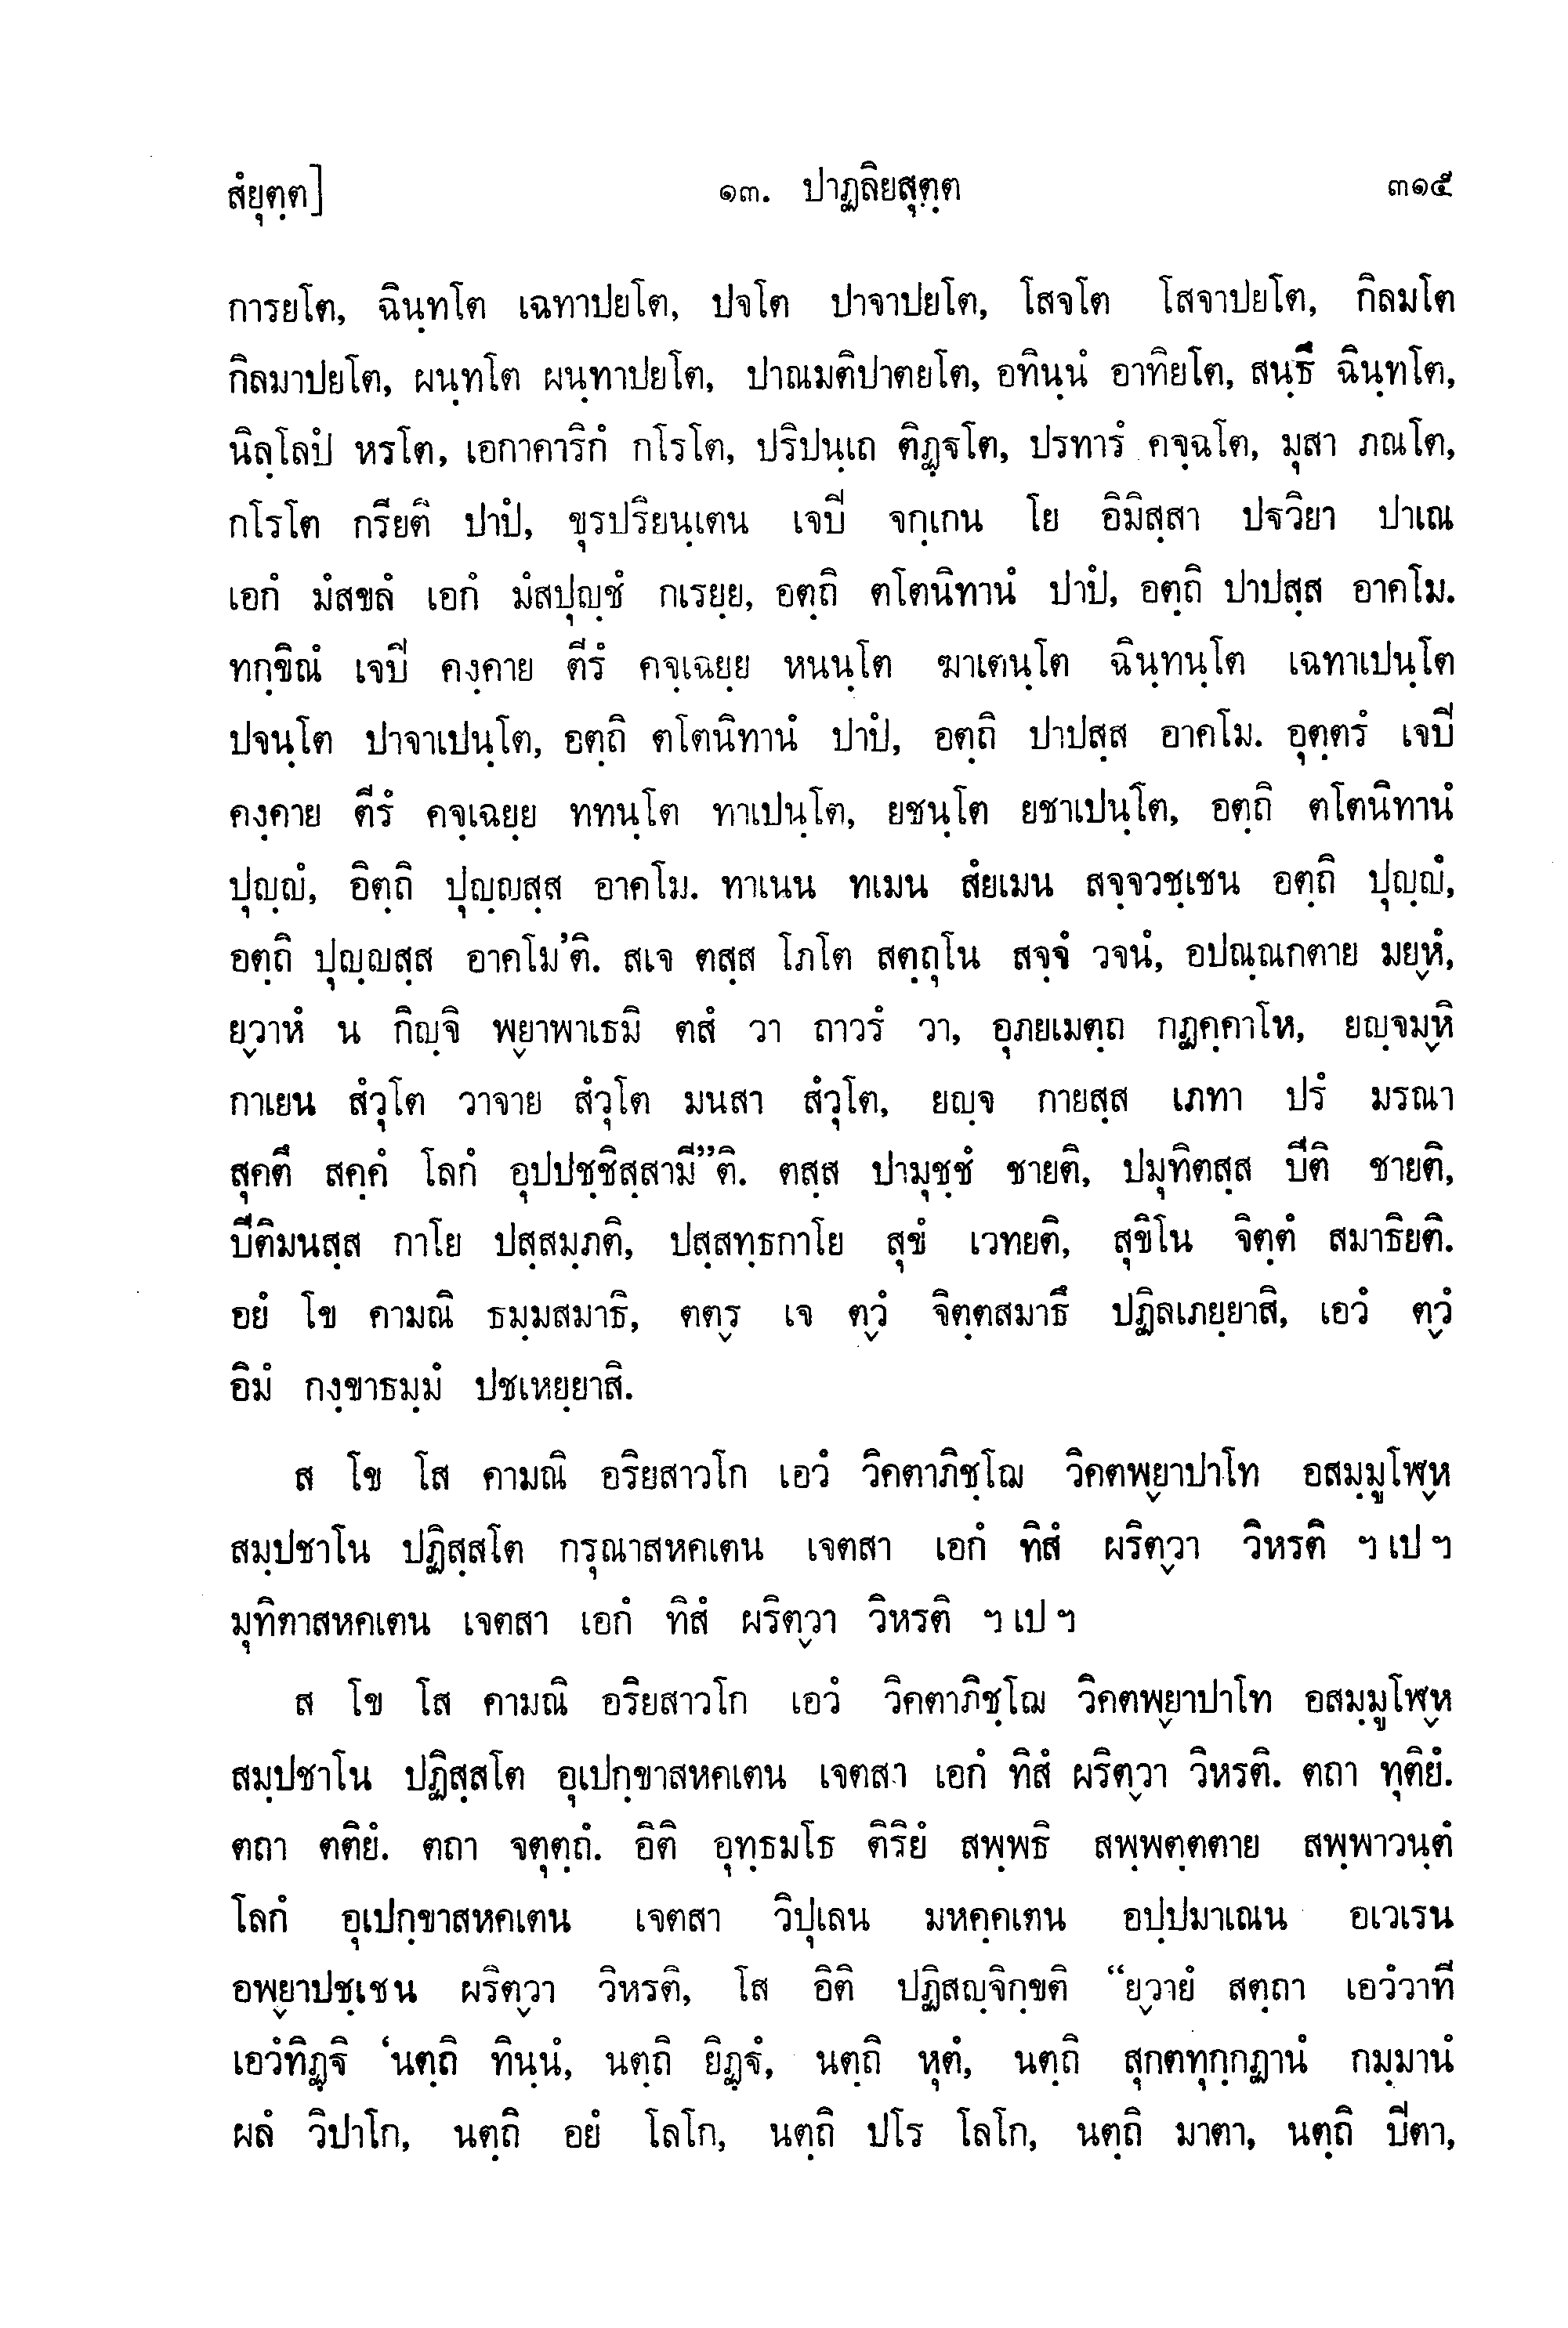 สํยุตฺต] ๑๓. ปาฏลิยสุตฺต ๓๑๕
การยโต, ฉินฺทโต เฉทาปยโต, ปจโต ปาจาปยโต, โสจโต โสจาปยโต, กิลมโต
กิลมาปยโต, ผนฺทโต ผนฺทาปยโต, ปาณมติปาตยโต, อทินฺนํ อาทิยโต, สนฺธึ ฉินฺทโต,
นิลฺโลปํ หรโต, เอกาคาริกํ กโรโต, ปริปนฺเถ ติฏฺฐโต, ปรทารํ คจฺฉโต, มุสา ภณโต,
กโรโต กรียติ ปาปํ, ขุรปริยนฺเตน เจปิ จกฺเกน โย อิมิสฺสา ปฐวิยา ปาเณ
เอกํ มํสขลํ เอกํ มํสปุญฺชํ กเรยฺย, อตฺถิ ตโตนิทานํ ปาปํ, อตฺถิ ปาปสฺส อาคโม.
ทกฺขิณํ เจปิ คงฺคาย ตีรํ คจฺเฉยฺย หนนฺโต ฆาเตนฺโต ฉินฺทนฺโต เฉทาเปนฺโต
ปจนฺโต ปาจาเปนฺโต, อตฺถิ ตโตนิทานํ ปาปํ, อตฺถิ ปาปสฺส อาคโม. อุตฺตรํ เจปิ
คงฺคาย ตีรํ คจฺเฉยฺย ททนฺโต ทาเปนฺโต, ยชนฺโต ยชาเปนฺโต, อตฺถิ ตโตนิทานํ
ปุญฺญํ, อิตฺถิ ปุญฺญสฺส อาคโม. ทาเนน ทเมน สํยเมน สจฺจวชฺเชน อตฺถิ ปุญฺญํ,
อตฺถิ ปุญฺญสฺส อาคโม’ติ. สเจ ตสฺส โภโต สตฺถุโน สจฺจํ วจนํ, อปณฺณกตาย มยฺหํ,
ยฺวาหํ น กิญฺจิ พฺยาพาเธมิ ตสํ วา ถาวรํ วา, อุภยเมตฺถ กฏคฺคาโห, ยญฺจมฺหิ
กาเยน สํวุโต วาจาย สํวุโต มนสา สํวุโต, ยญฺจ กายสฺส เภทา ปรํ มรณา
สุคตึ สคฺคํ โลกํ อุปปชฺชิสฺสามี”ติ. ตสฺส ปามุชฺชํ ชายติ, ปมุทิตสฺส ปีติ ชายติ,
ปีติมนสฺส กาโย ปสฺสมฺภติ, ปสฺสทฺธกาโย สุขํ เวทยติ, สุขิโน จิตฺตํ สมาธิยติ.
อยํ โข คามณิ ธมฺมสมาธิ, ตตฺร เจ ตฺวํ จิตฺตสมาธึ ปฏิลเภยฺยาสิ, เอวํ ตฺวํ
อิมํ กงฺขาธมฺมํ ปชเหยฺยาสิ.
ส โข โส คามณิ อริยสาวโก เอวํ วิคตาภิชฺโฌ วิคตพฺยาปาโท อสมฺมูโฬฺห
สมฺปชาโน ปฏิสฺสโต กรุณาสหคเตน เจตสา เอกํ ทิสํ ผริตฺวา วิหรติ ฯ เป ฯ
มุทิตาสหคเตน เจตสา เอกํ ทิสํ ผริตฺวา วิหรติ ฯ เป ฯ
ส โข โส คามณิ อริยสาวโก เอวํ วิคตาภิชฺโฌ วิคตพฺยาปาโท อสมฺมูโฬฺห
สมฺปชาโน ปฏิสฺสโต อุเปกฺขาสหคเตน เจตสา เอกํ ทิสํ ผริตฺวา วิหรติ. ตถา ทุติยํ.
ตถา ตติยํ. ตถา จตุตฺถํ. อิติ อุทฺธมโธ ติริยํ สพฺพธิ สพฺพตฺตตาย สพฺพาวนฺตํ
โลกํ อุเปกฺขาสหคเตน เจตสา วิปุเลน มหคฺคเตน อปฺปมาเณน อเวเรน
อพฺยาปชฺเชน ผริตฺวา วิหรติ, โส อิติ ปฏิสญฺจิกฺขติ “ยฺวายํ สตฺถา เอวํวาที
เอวํทิฏฺฐิ ‘นตฺถิ ทินฺนํ, นตฺถิ ยิฏฺฐํ, นตฺถิ หุตํ, นตฺถิ สุกตทุกฺกฏานํ กมฺมานํ
ผลํ วิปาโก, นตฺถิ อยํ โลโก, นตฺถิ ปโร โลโก, นตฺถิ มาตา, นตฺถิ ปิตา,